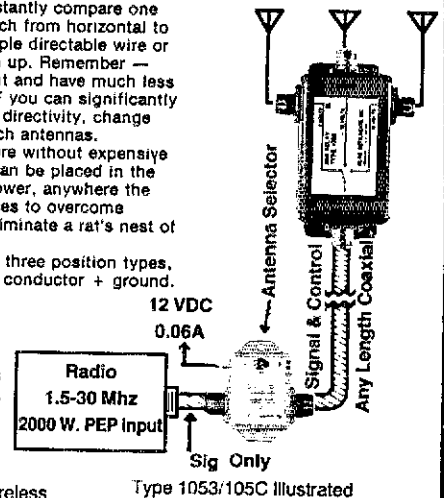 stantly compare one
ch from horizontal to
ple directable wire or
up. Remember —
t and have much less
f you can significantly
directivity, change
ch antennas.
re without expensive
an be placed in the
ower, anywhere the
es to overcome
iminate a rat's nest of
three position types,
conductor + ground.
Antenna Selector
Signal & Control
Any Length Coaxial
12 VDC
0.06A
Radio
1.5-30 Mhz
2000 W. PEP input
Sig Only
reless
Type 1053/105C Illustrated